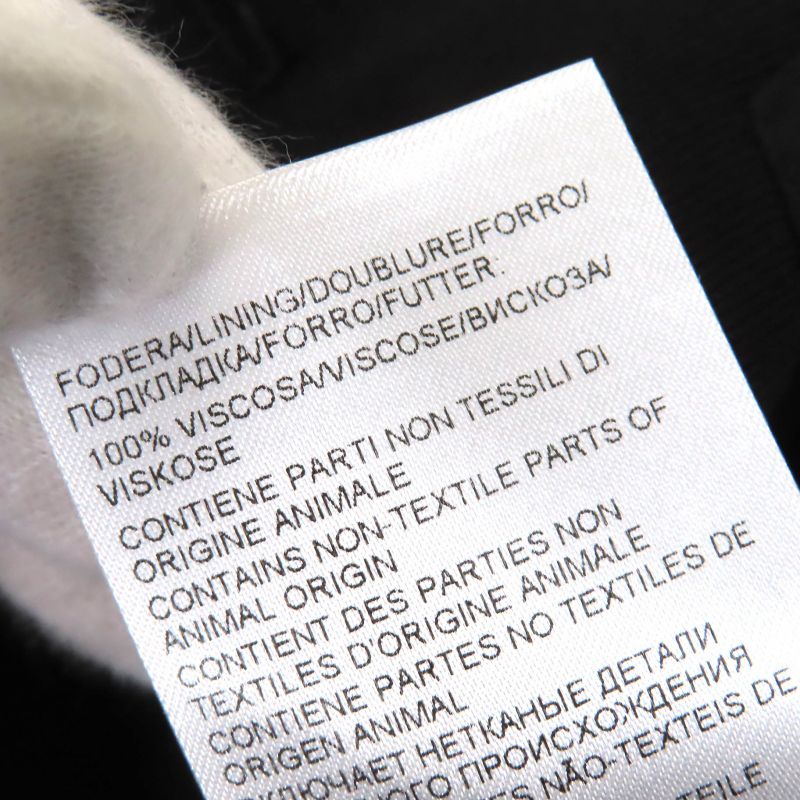 FODERA/LINING/DOUBLURE/FORRO/
ПОДКЛАДКА/FORRO/FUTTER:
100% VISCOSA/VISCOSE/ВИСКОЗА/
VISKOSE
CONTIENE PARTI NON TESSILI DI
ORIGINE ANIMALE
CONTAINS NON-TEXTILE PARTS OF
ANIMAL ORIGIN
CONTIENT DES PARTIES NON
TEXTILES D'ORIGINE ANIMALE
CONTIENE PARTES NO TEXTILES DE
ORIGEN ANIMAL
ВКЛЮЧАЕТ НЕТКАНЫЕ ДЕТАЛИ
ПРОИСХОЖДЕНИЯ
NÃO-TEXTEIS DE